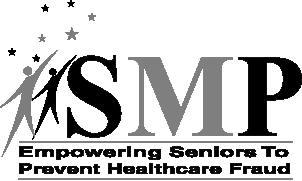 SMP
Empowering Seniors To
Prevent Healthcare Fraud